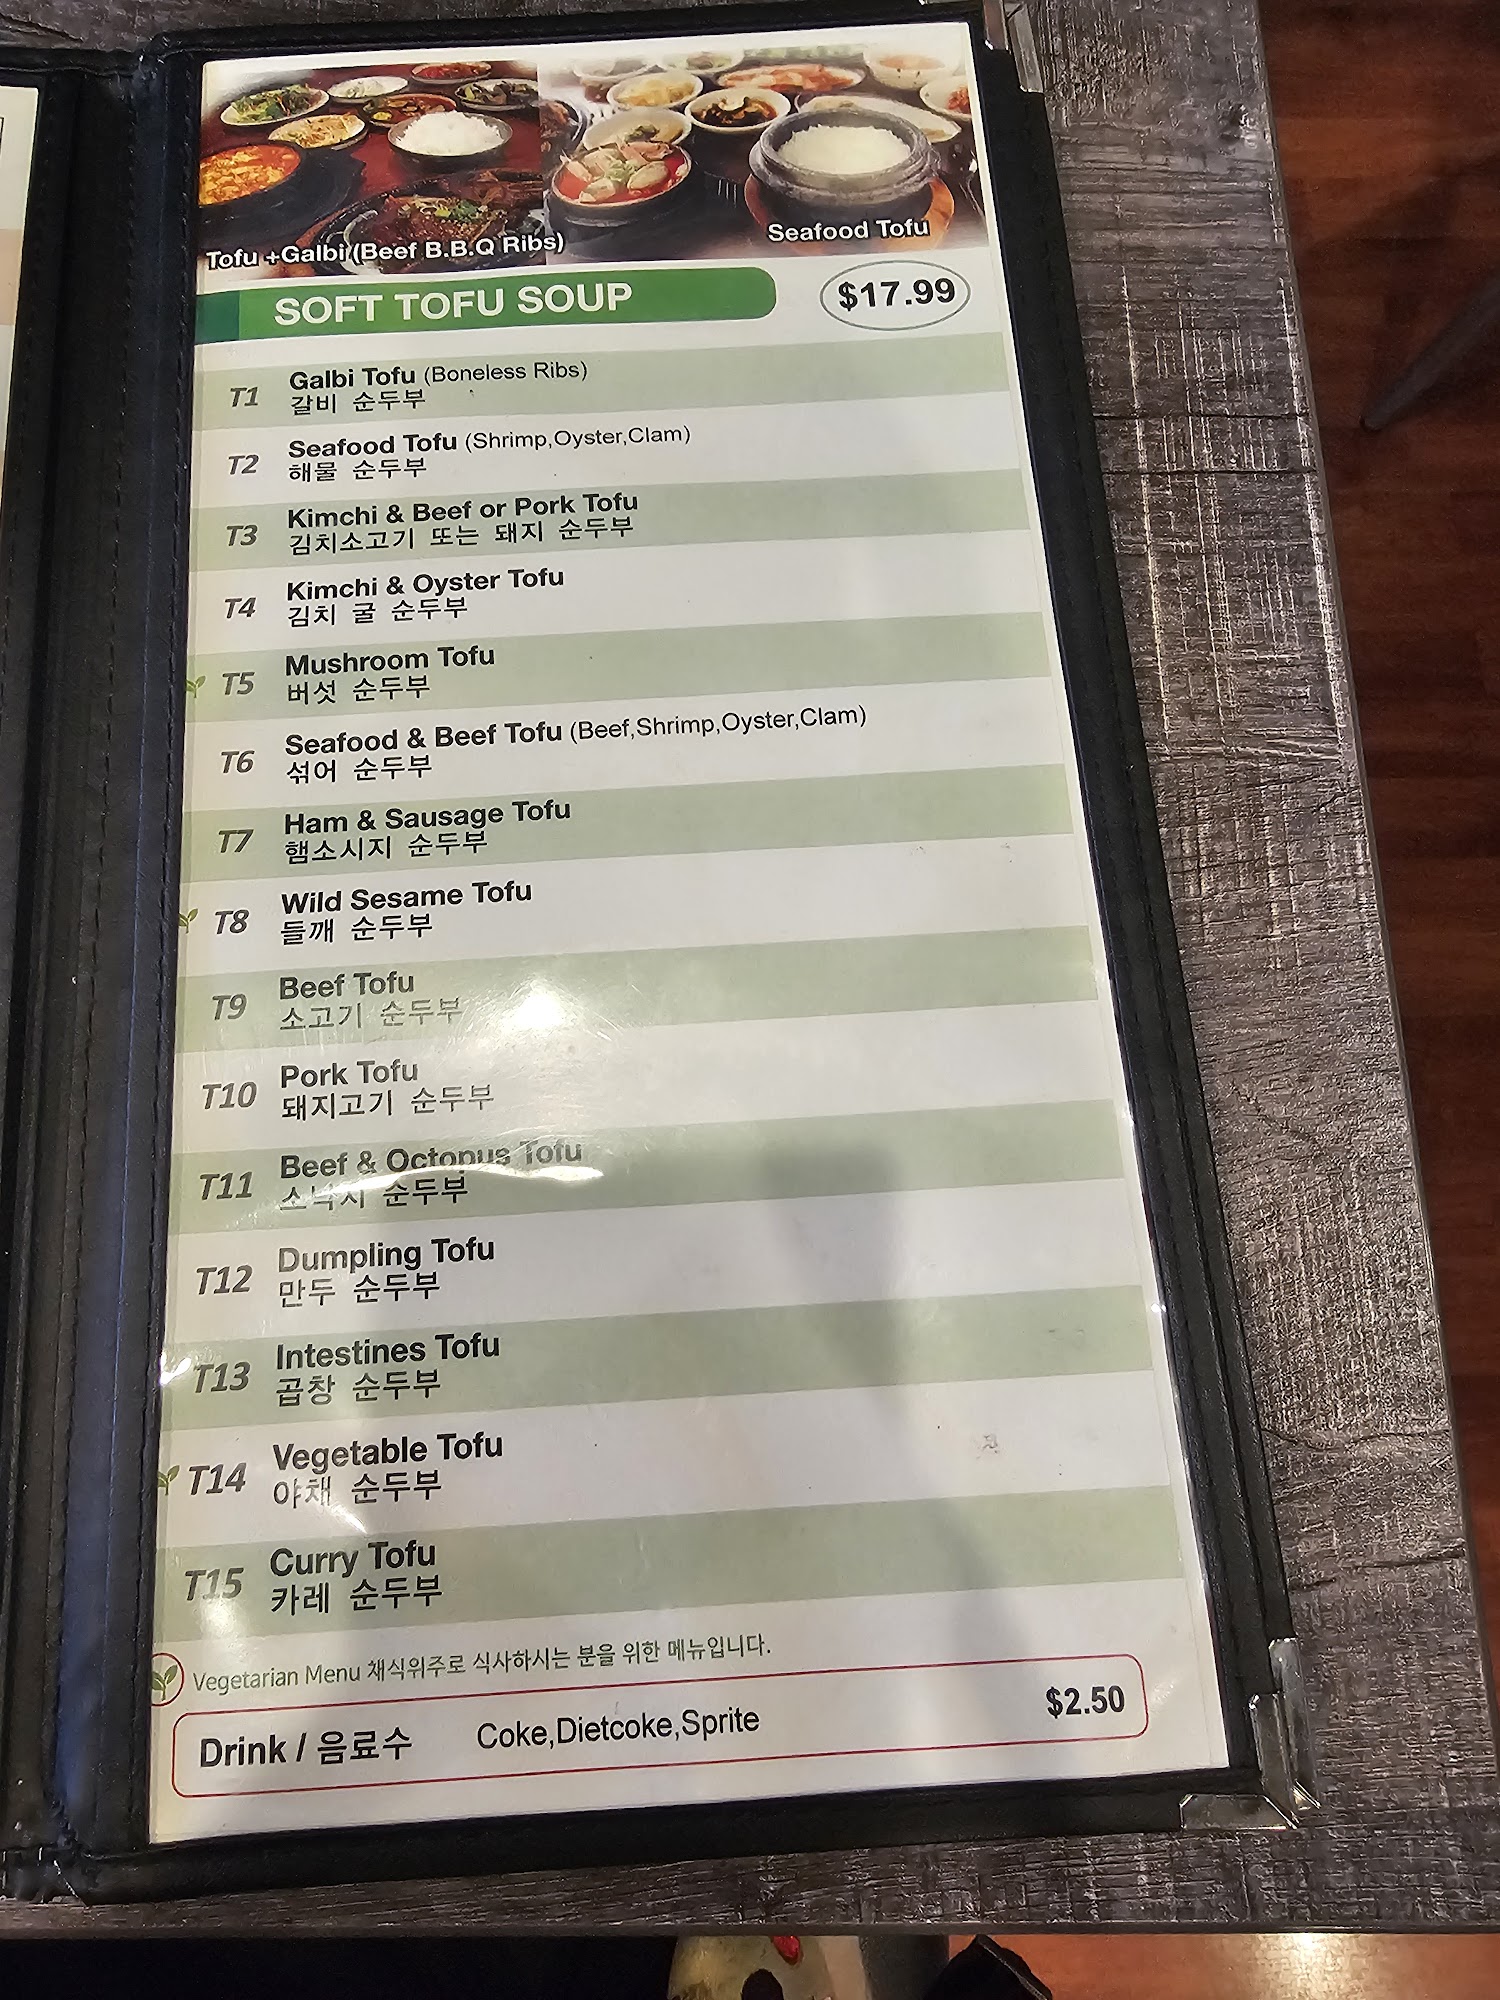 Tofu +Galbi(Beef B.B.Q Ribs)
Seafood Tofu
SOFT TOFU SOUP $17.99
T1 Galbi Tofu (Boneless Ribs)
갈비 순두부
T2 Seafood Tofu (Shrimp,Oyster,Clam)
해물 순두부
T3 Kimchi & Beef or Pork Tofu
김치소고기 또는 돼지 순두부
T4 Kimchi & Oyster Tofu
김치 굴 순두부
T5 Mushroom Tofu
버섯 순두부
T6 Seafood & Beef Tofu (Beef,Shrimp,Oyster,Clam)
섞어 순두부
T7 Ham & Sausage Tofu
햄소시지 순두부
T8 Wild Sesame Tofu
들깨 순두부
T9 Beef Tofu
소고기 순두부
T10 Pork Tofu
돼지고기 순두부
T11 Beef & Octopus Tofu
소낙지 순두부
T12 Dumpling Tofu
만두 순두부
T13 Intestines Tofu
곱창 순두부
T14 Vegetable Tofu
야채 순두부
T15 Curry Tofu
카레 순두부
Vegetarian Menu 채식위주로 식사하시는 분을 위한 메뉴입니다.
Drink / 음료수 Coke,Dietcoke,Sprite $2.50